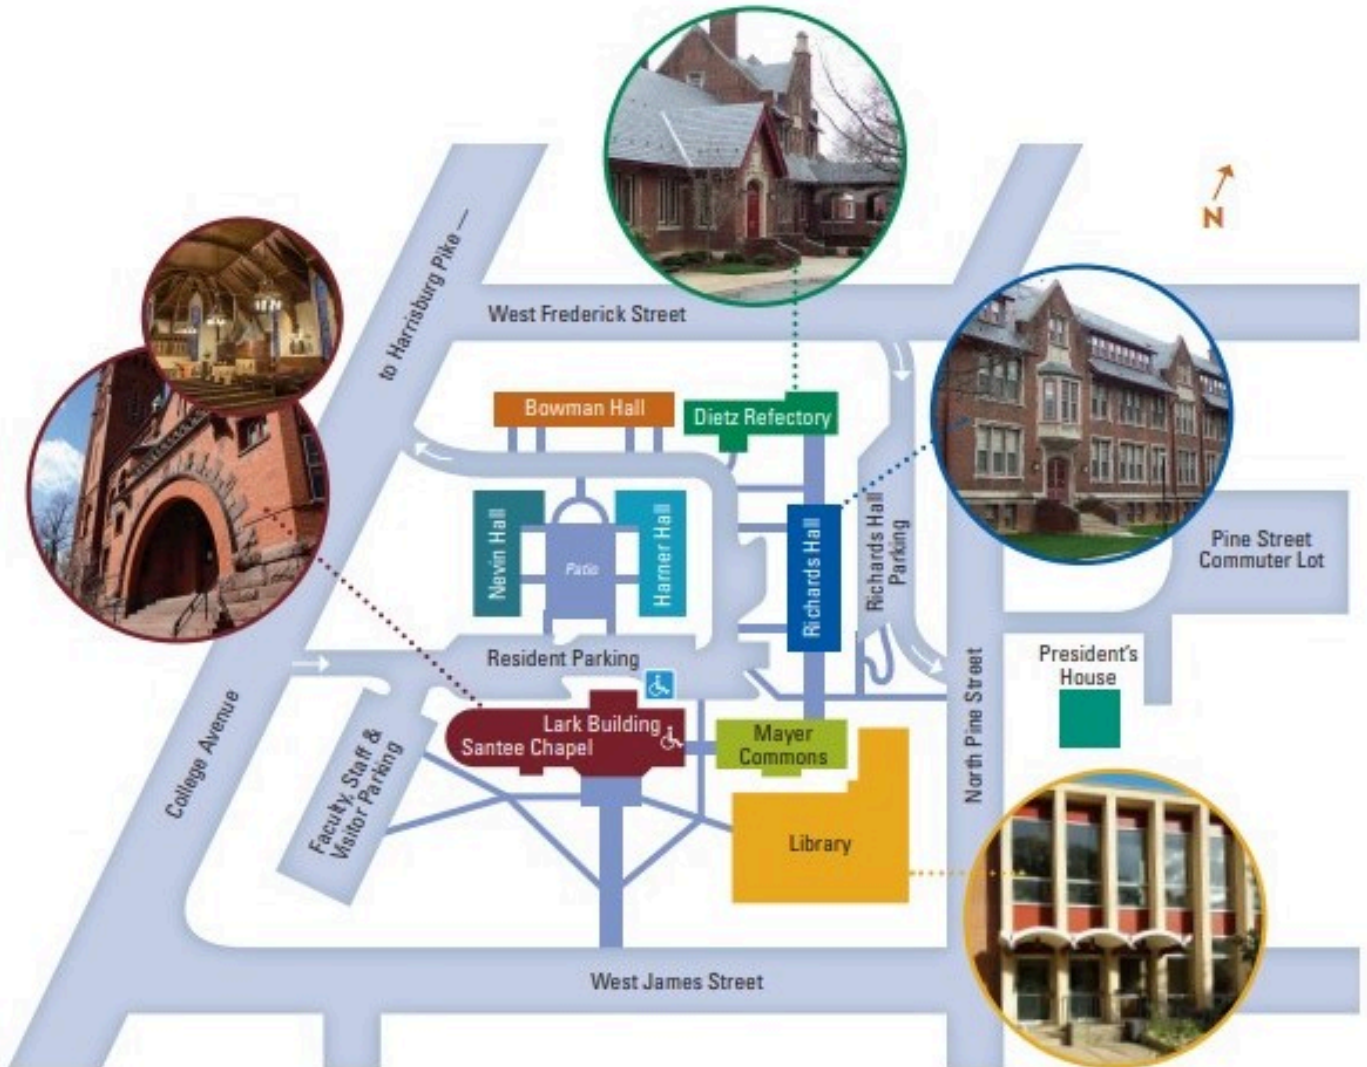 to Harrisburg Pike —
N
West Frederick Street
Bowman Hall
Dietz Refectory
Nevin Hall
Patio
Harner Hall
Richards Hall
Richards Hall
Parking
Pine Street
Commuter Lot
Resident Parking
President's
House
College Avenue
Faculty, Staff &
Visitor Parking
Lark Building
Santee Chapel
Mayer
Commons
North Pine Street
Library
West James Street